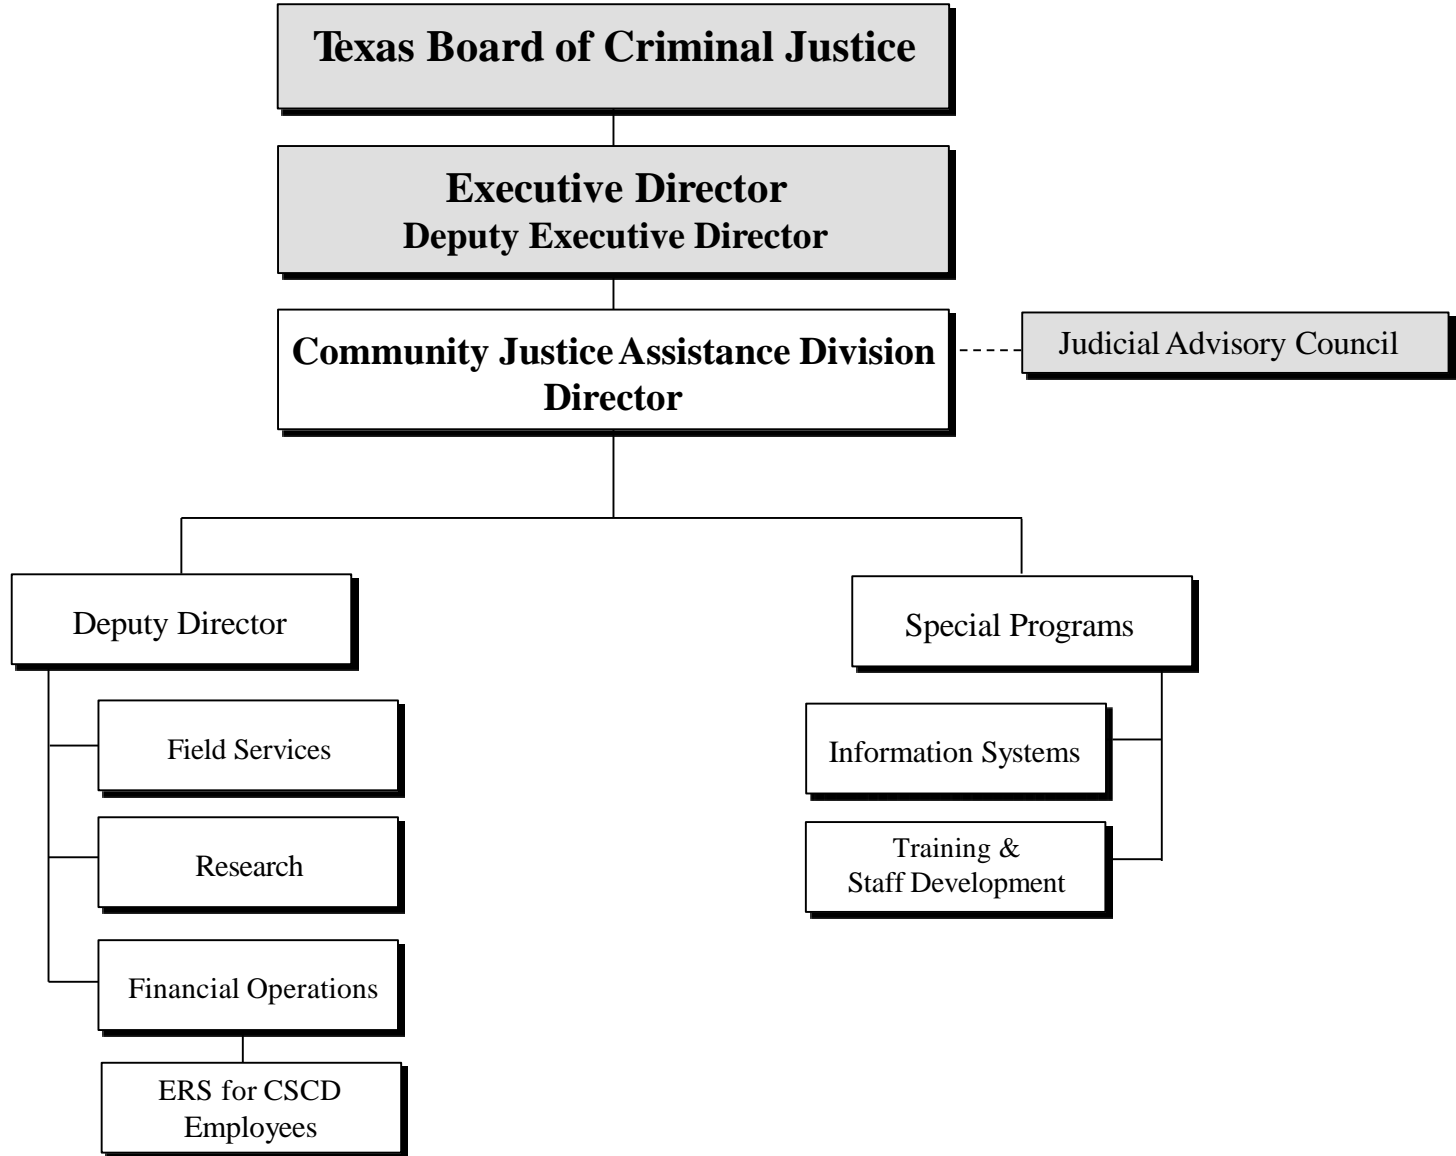 Texas Board of Criminal Justice
Executive Director
Deputy Executive Director
Community Justice Assistance Division
Director
Judicial Advisory Council
Deputy Director
Field Services
Research
Financial Operations
ERS for CSCD
Employees
Special Programs
Information Systems
Training &
Staff Development